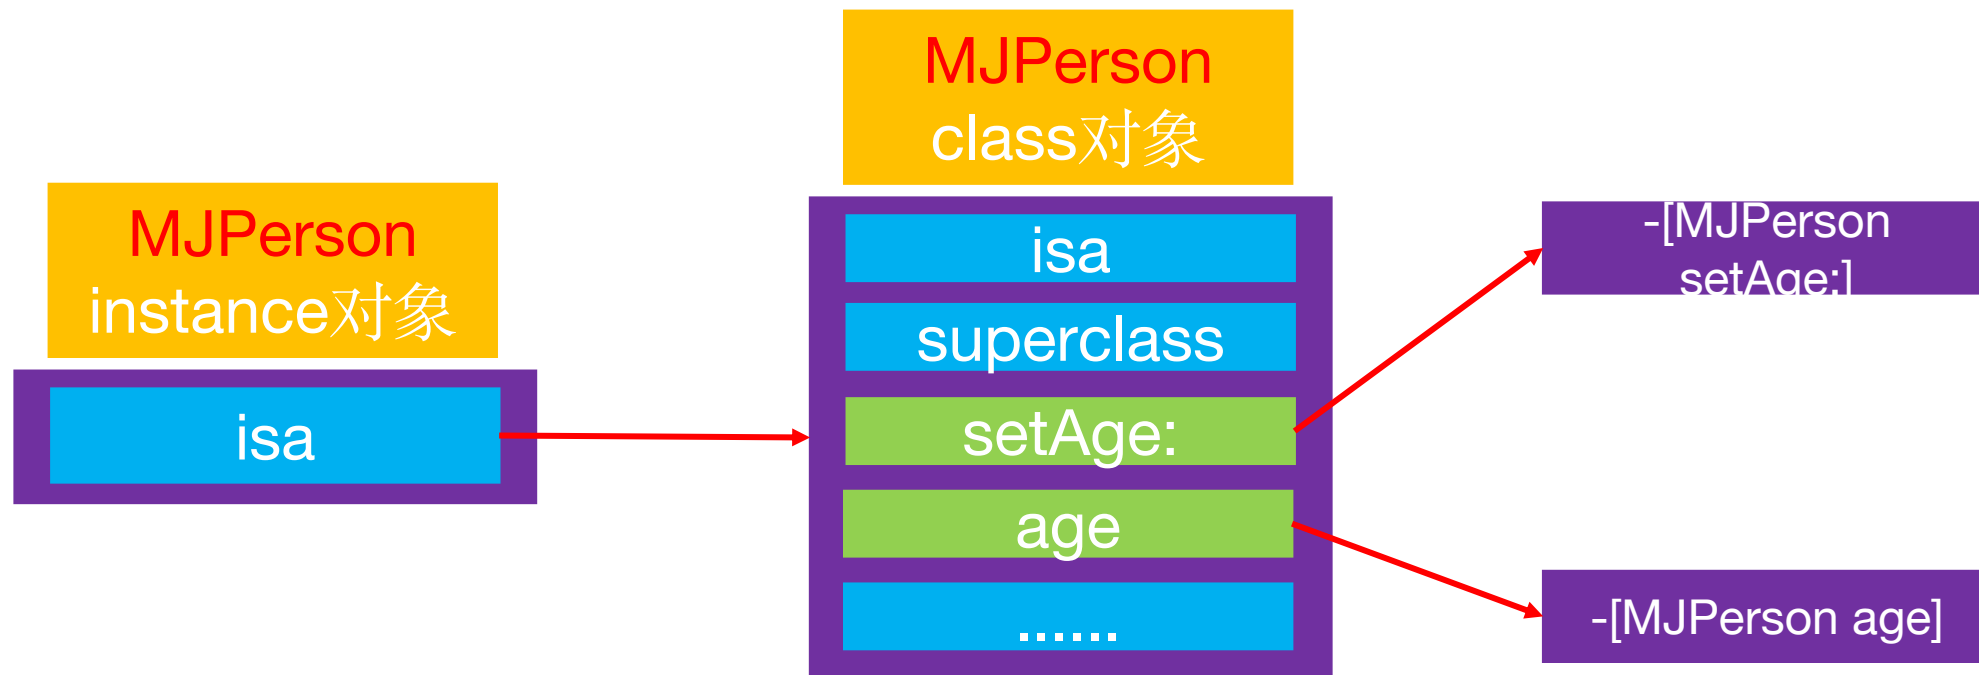 MJPerson
instance对象
isa
MJPerson
class对象
isa
superclass
setAge:
age
......
-[MJPerson
setAge:]
-[MJPerson age]